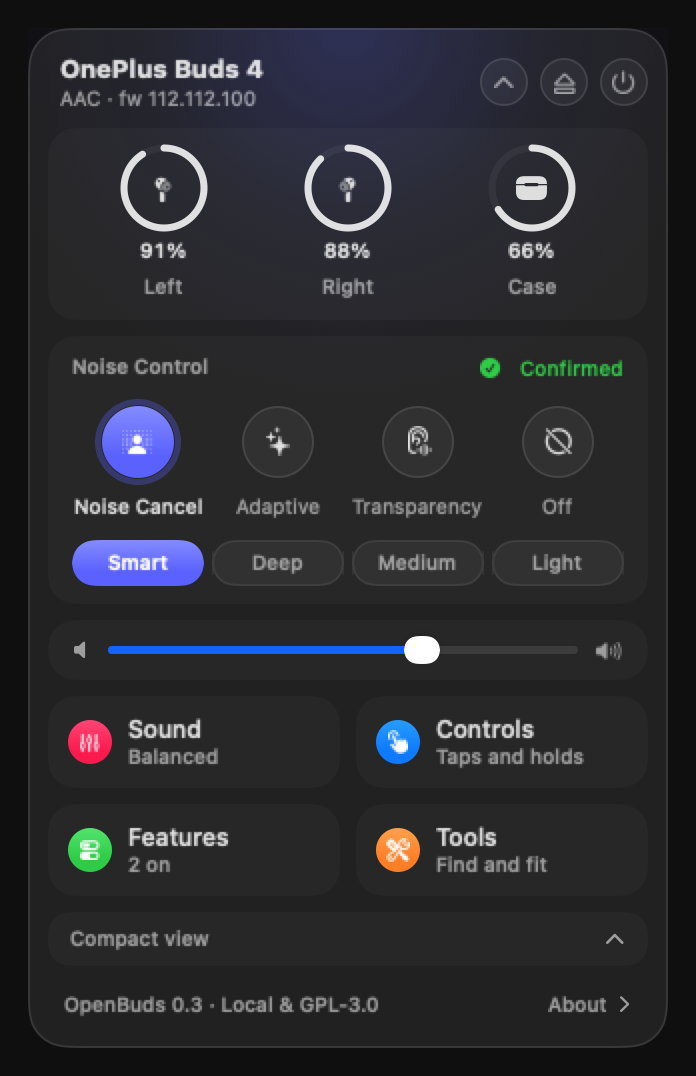 OnePlus Buds 4
AAC · fw 112.112.100
91% 88% 66%
Left Right Case
Noise Control Confirmed
Noise Cancel Adaptive Transparency Off
Smart Deep Medium Light
Sound Controls
Balanced Taps and holds
Features Tools
2 on Find and fit
Compact view
OpenBuds 0.3 · Local & GPL-3.0 About